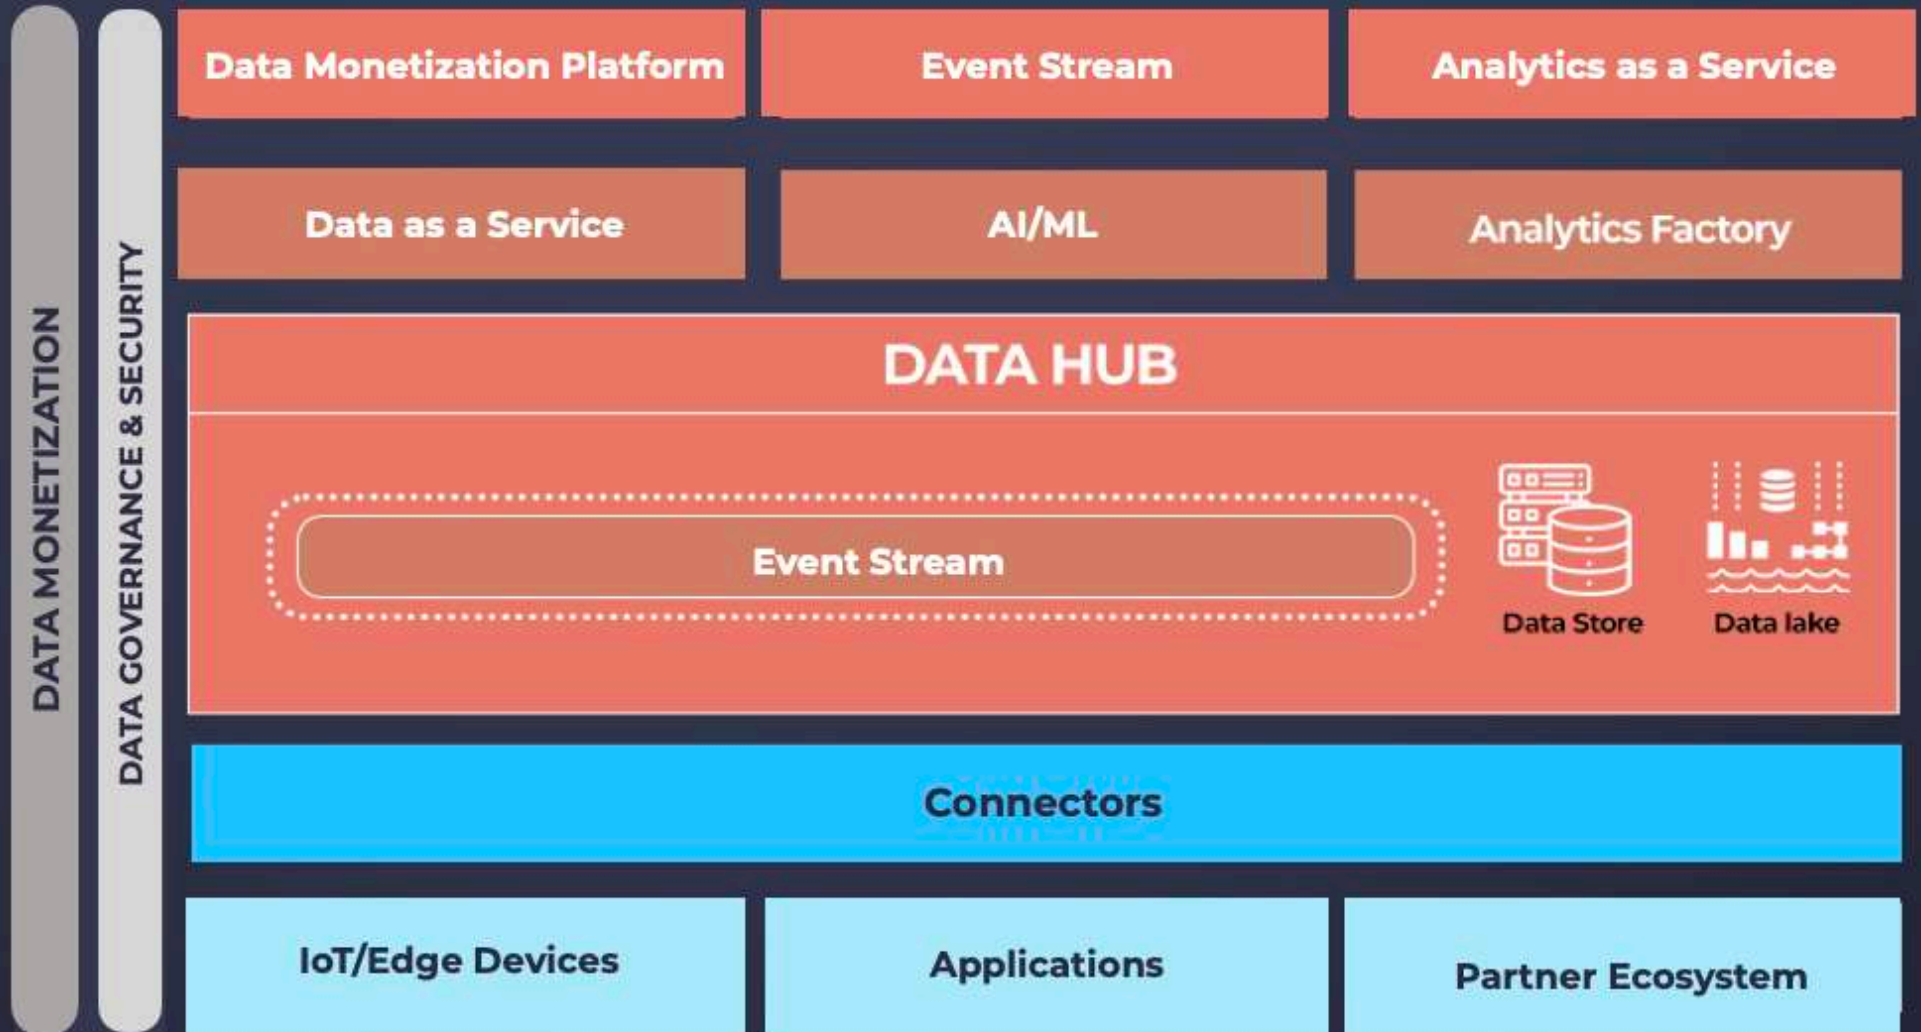 DATA MONETIZATION
DATA GOVERNANCE & SECURITY
Data Monetization Platform
Event Stream
Analytics as a Service
Data as a Service
AI/ML
Analytics Factory
DATA HUB
Event Stream
Data Store
Data lake
Connectors
IoT/Edge Devices
Applications
Partner Ecosystem